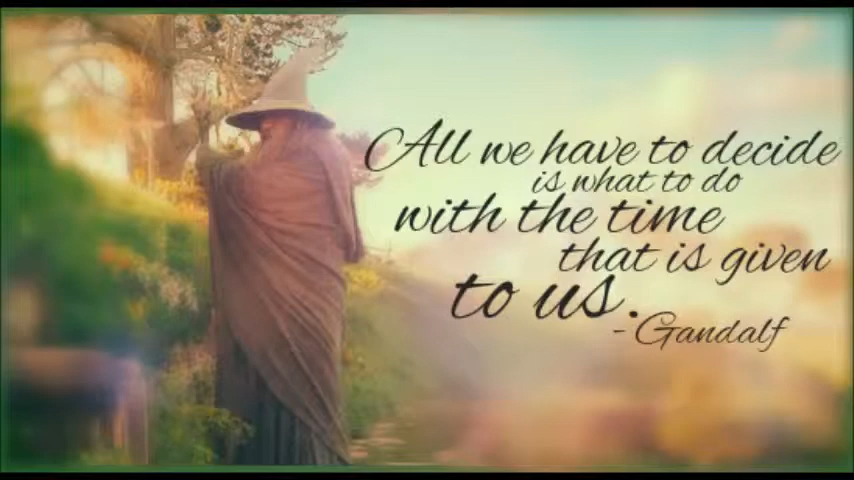 All we have to decide
is what to do
with the time
that is given
to us.
-Gandalf